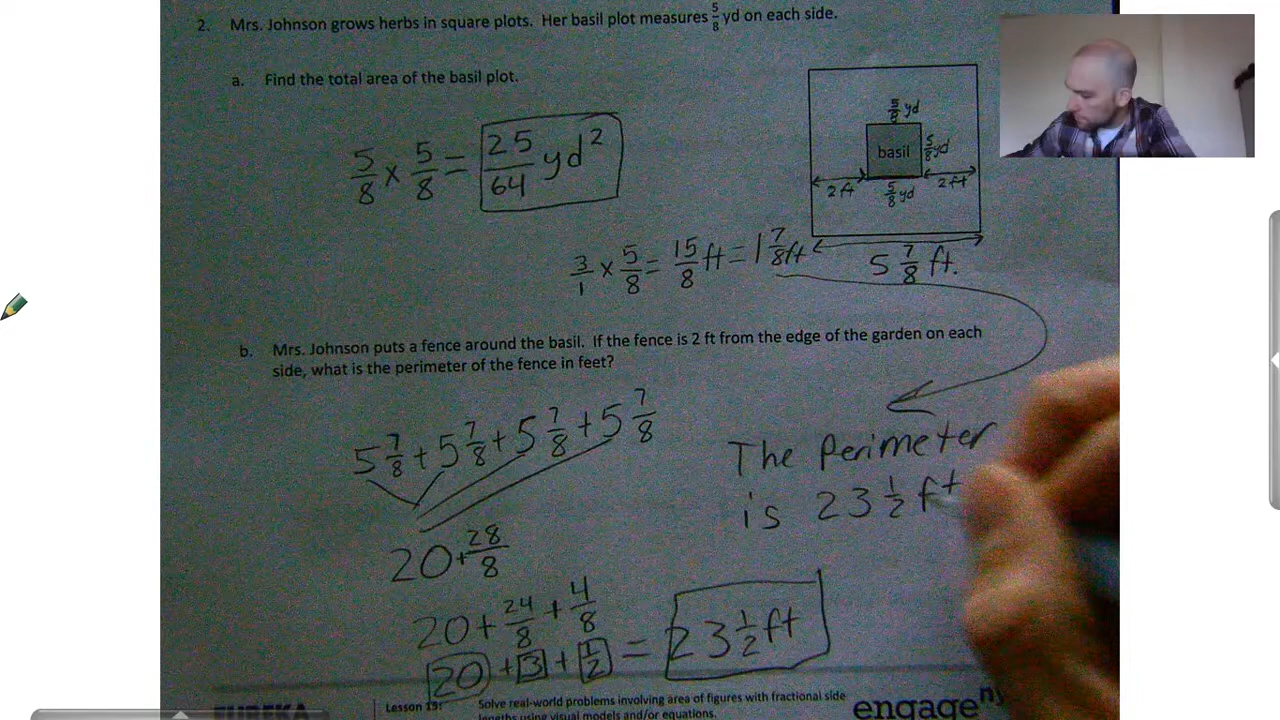 2. Mrs. Johnson grows herbs in square plots. Her basil plot measures 5/8 yd on each side.
a. Find the total area of the basil plot.
5/8 × 5/8 = 25/64 yd²
5/8 yd
basil
5/8 yd
2 ft
5/8 yd
2 ft
3/1 × 5/8 = 15/8 ft = 1 7/8 ft
5 7/8 ft.
b. Mrs. Johnson puts a fence around the basil. If the fence is 2 ft from the edge of the garden on each
side, what is the perimeter of the fence in feet?
5 7/8 + 5 7/8 + 5 7/8 + 5 7/8
The Perimeter
is 23 1/2 ft
20 + 28/8
20 + 24/8 + 4/8
20 + 3 + 1/2 = 23 1/2 ft
EUREKA
Lesson 15:
Solve real-world problems involving area of figures with fractional side
lengths using visual models and/or equations.
engage ny